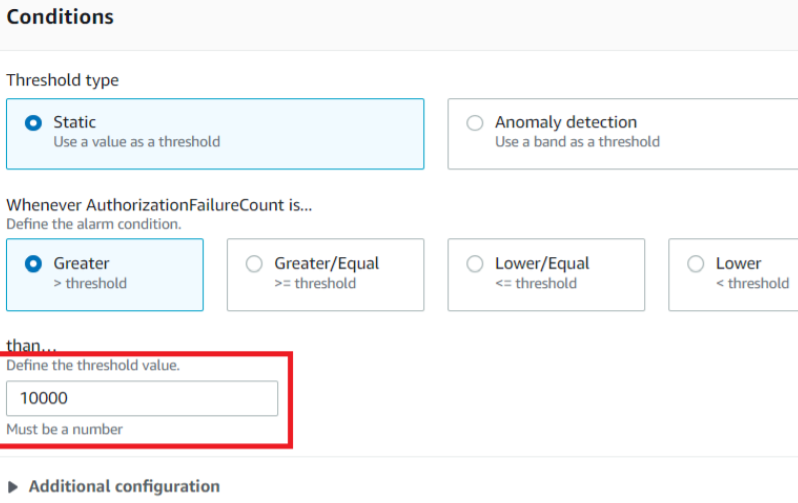 Conditions
Threshold type
Static
Use a value as a threshold
Anomaly detection
Use a band as a threshold
Whenever AuthorizationFailureCount is...
Define the alarm condition.
Greater
> threshold
Greater/Equal
>= threshold
Lower/Equal
<= threshold
Lower
< threshold
than...
Define the threshold value.
10000
Must be a number
Additional configuration